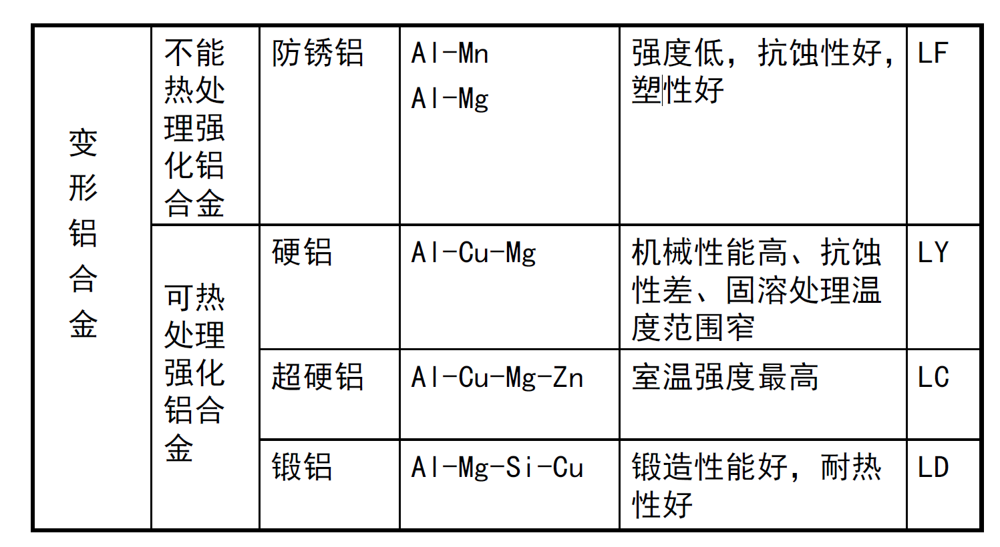 变
形
铝
合
金
不能
热处
理强
化铝
合金
防锈铝
Al-Mn
Al-Mg
强度低，抗蚀性好，
塑性好
LF
可热
处理
强化
铝合
金
硬铝
Al-Cu-Mg
机械性能高、抗蚀
性差、固溶处理温
度范围窄
LY
超硬铝
Al-Cu-Mg-Zn
室温强度最高
LC
锻铝
Al-Mg-Si-Cu
锻造性能好，耐热
性好
LD